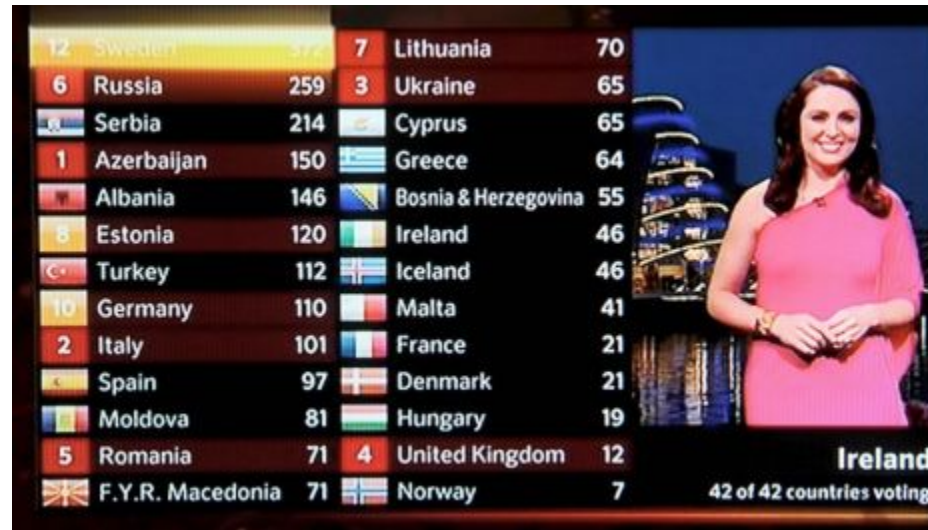 12 Sweden 372
6 Russia 259
Serbia 214
1 Azerbaijan 150
Albania 146
8 Estonia 120
Turkey 112
10 Germany 110
2 Italy 101
Spain 97
Moldova 81
5 Romania 71
F.Y.R. Macedonia 71
7 Lithuania 70
3 Ukraine 65
Cyprus 65
Greece 64
Bosnia & Herzegovina 55
Ireland 46
Iceland 46
Malta 41
France 21
Denmark 21
Hungary 19
4 United Kingdom 12
Norway 7
Ireland
42 of 42 countries voting